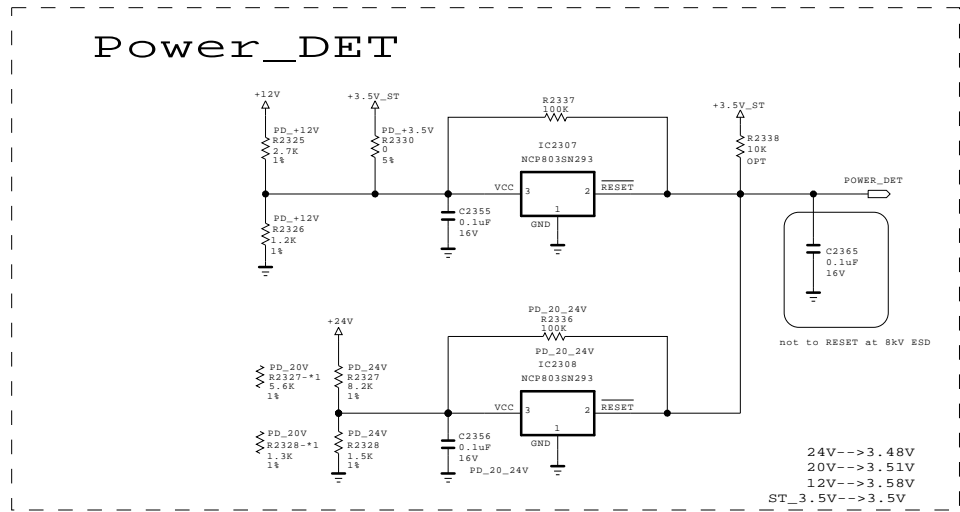 Power_DET
+12V
+3.5V_ST
R2337
100K
+3.5V_ST
PD_+12V
R2325
2.7K
1%
PD_+3.5V
R2330
0
5%
R2338
10K
OPT
IC2307
NCP803SN293
POWER_DET
VCC
3
2
RESET
1
GND
PD_+12V
R2326
1.2K
1%
C2355
0.1uF
16V
C2365
0.1uF
16V
not to RESET at 8kV ESD
+24V
PD_20_24V
R2336
100K
PD_20_24V
IC2308
NCP803SN293
PD_20V
R2327-*1
5.6K
1%
PD_24V
R2327
8.2K
1%
VCC
3
2
RESET
1
GND
PD_20V
R2328-*1
1.3K
1%
PD_24V
R2328
1.5K
1%
C2356
0.1uF
16V
PD_20_24V
24V-->3.48V
20V-->3.51V
12V-->3.58V
ST_3.5V-->3.5V